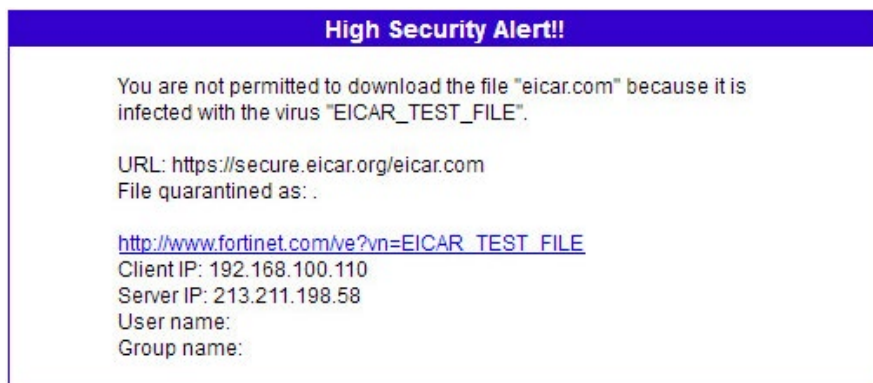 High Security Alert!!
You are not permitted to download the file "eicar.com" because it is
infected with the virus "EICAR_TEST_FILE".
URL: https://secure.eicar.org/eicar.com
File quarantined as: .
http://www.fortinet.com/ve?vn=EICAR_TEST_FILE
Client IP: 192.168.100.110
Server IP: 213.211.198.58
User name:
Group name: